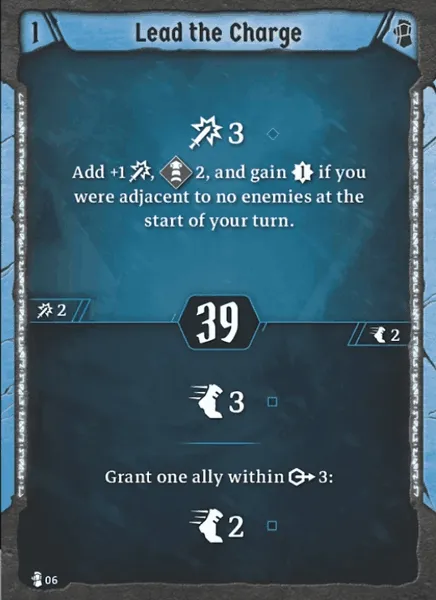 1 Lead the Charge
3
Add +1 , 2, and gain 1 if you
were adjacent to no enemies at the
start of your turn.
2
39
2
3
Grant one ally within 3:
2
06